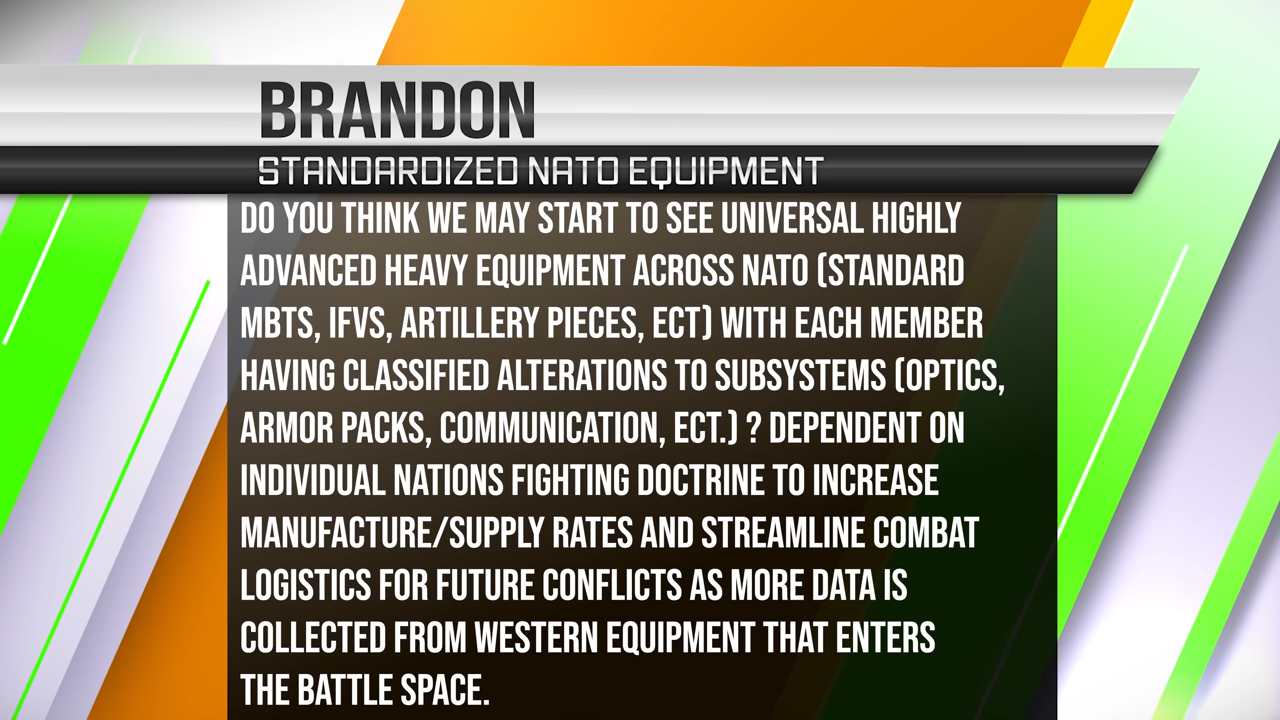 BRANDON
STANDARDIZED NATO EQUIPMENT
DO YOU THINK WE MAY START TO SEE UNIVERSAL HIGHLY
ADVANCED HEAVY EQUIPMENT ACROSS NATO (STANDARD
MBTS, IFVS, ARTILLERY PIECES, ECT) WITH EACH MEMBER
HAVING CLASSIFIED ALTERATIONS TO SUBSYSTEMS (OPTICS,
ARMOR PACKS, COMMUNICATION, ECT.) ? DEPENDENT ON
INDIVIDUAL NATIONS FIGHTING DOCTRINE TO INCREASE
MANUFACTURE/SUPPLY RATES AND STREAMLINE COMBAT
LOGISTICS FOR FUTURE CONFLICTS AS MORE DATA IS
COLLECTED FROM WESTERN EQUIPMENT THAT ENTERS
THE BATTLE SPACE.